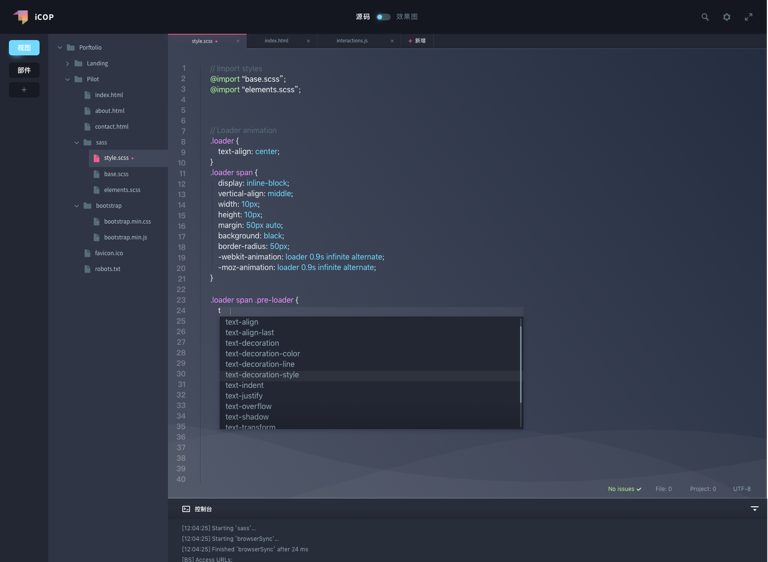 iCOP
源码 效果图
视图
部件
+
Porftolio
Landing
Pilot
index.html
about.html
contact.html
sass
style.scss
base.scss
elements.scss
bootstrap
bootstrap.min.css
bootstrap.min.js
favicon.ico
robots.txt
style.scss × index.html × interactions.js × + 新增
1 // Import styles
2 @import “base.scss”;
3 @import “elements.scss”;
4
5
6
7 // Loader animation
8 .loader {
9 text-align: center;
10 }
11 .loader span {
12 display: inline-block;
13 vertical-align: middle;
14 width: 10px;
15 height: 10px;
16 margin: 50px auto;
17 background: black;
18 border-radius: 50px;
19 -webkit-animation: loader 0.9s infinite alternate;
20 -moz-animation: loader 0.9s infinite alternate;
21 }
22
23 .loader span .pre-loader {
24 t
25 text-align
26 text-align-last
27 text-decoration
28 text-decoration-color
29 text-decoration-line
30 text-decoration-style
31 text-indent
32 text-justify
33 text-overflow
34 text-shadow
35 text-transform
36
37
38
39
40
No issues ✓ File: 0 Project: 0 UTF-8
控制台
[12:04:25] Starting 'sass'...
[12:04:25] Starting 'browserSync'...
[12:04:25] Finished 'browserSync' after 24 ms
[BS] Access URLs: